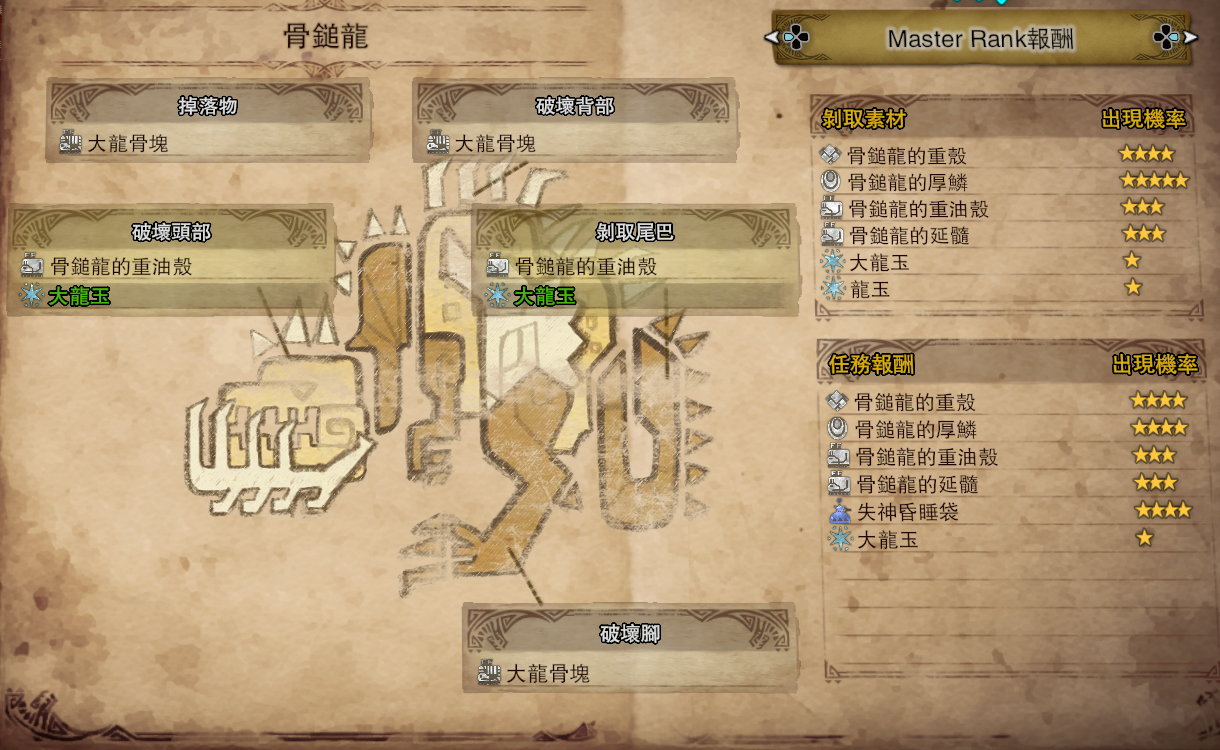 骨鎚龍
Master Rank報酬
掉落物
大龍骨塊
破壞背部
大龍骨塊
破壞頭部
骨鎚龍的重油殼
大龍玉
剝取尾巴
骨鎚龍的重油殼
大龍玉
破壞腳
大龍骨塊
剝取素材 出現機率
骨鎚龍的重殼
骨鎚龍的厚鱗
骨鎚龍的重油殼
骨鎚龍的延髓
大龍玉
龍玉
任務報酬 出現機率
骨鎚龍的重殼
骨鎚龍的厚鱗
骨鎚龍的重油殼
骨鎚龍的延髓
失神昏睡袋
大龍玉